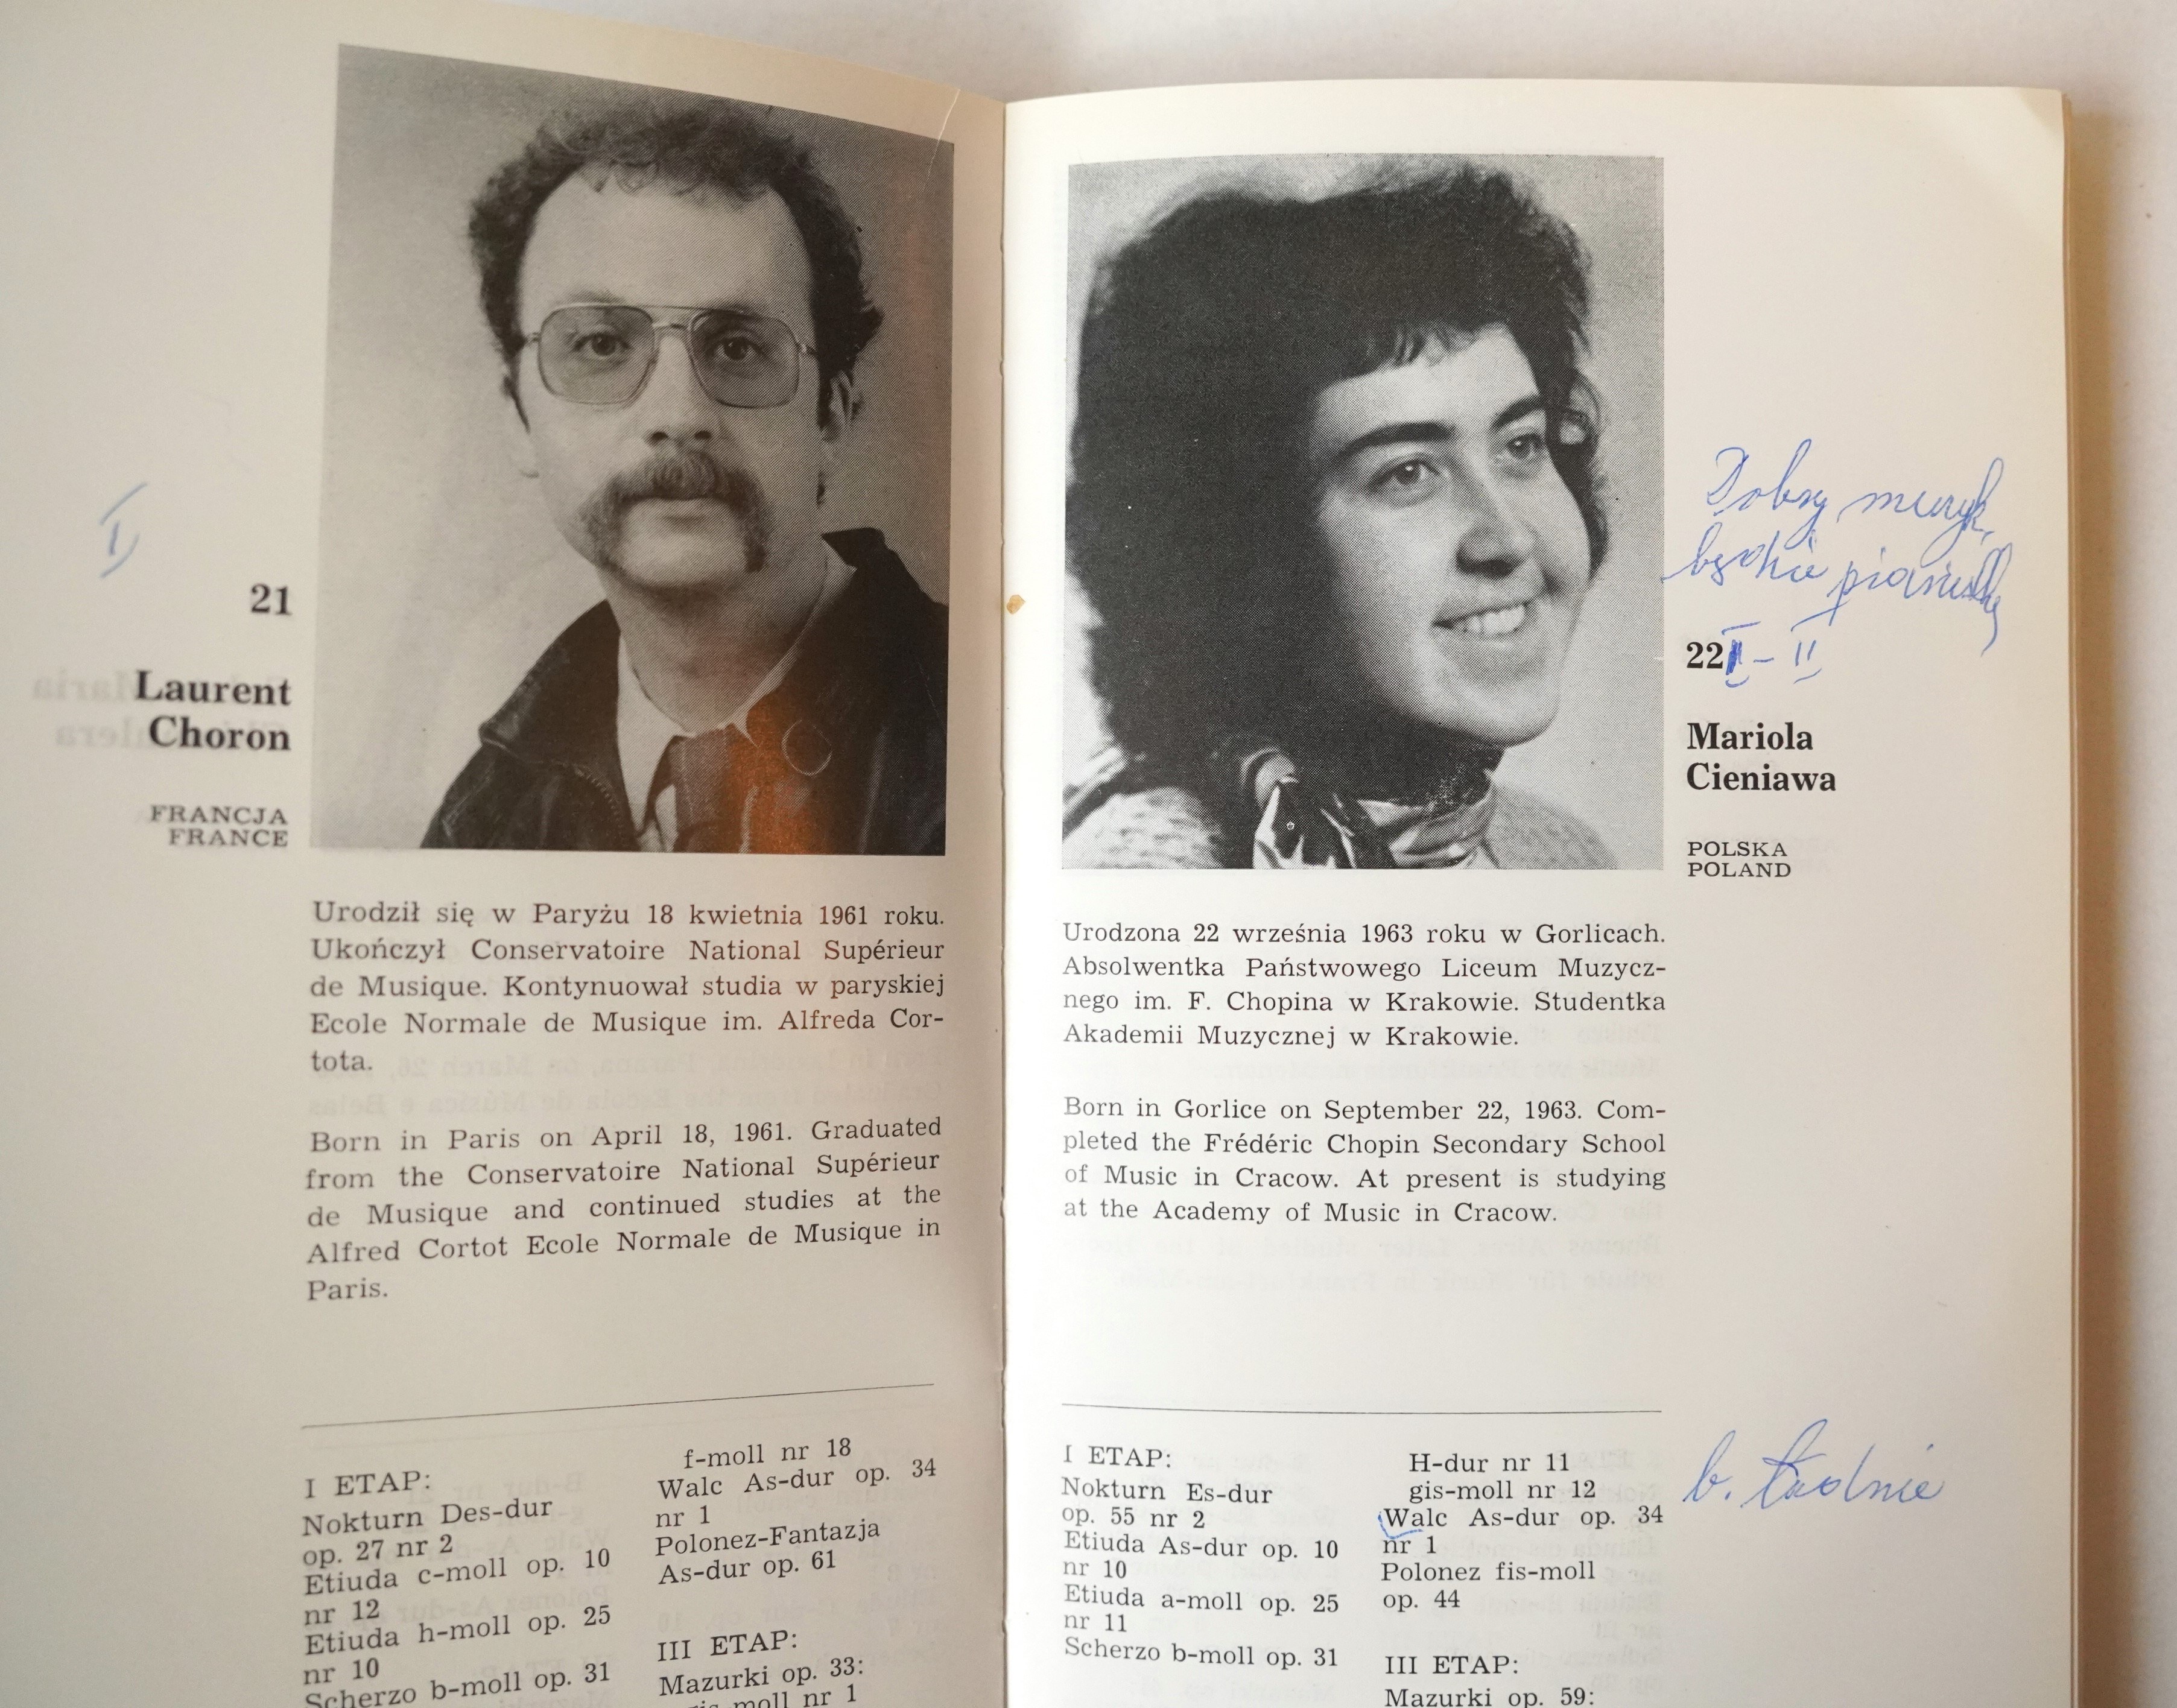 I
21
Laurent
Choron
FRANCJA
FRANCE
Urodził się w Paryżu 18 kwietnia 1961 roku.
Ukończył Conservatoire National Supérieur
de Musique. Kontynuował studia w paryskiej
Ecole Normale de Musique im. Alfreda Cor-
tota.
Born in Paris on April 18, 1961. Graduated
from the Conservatoire National Supérieur
de Musique and continued studies at the
Alfred Cortot Ecole Normale de Musique in
Paris.
I ETAP:
Nokturn Des-dur
op. 27 nr 2
Etiuda c-moll op. 10
nr 12
Etiuda h-moll op. 25
nr 10
Scherzo b-moll op. 31
f-moll nr 18
Walc As-dur op. 34
nr 1
Polonez-Fantazja
As-dur op. 61
III ETAP:
Mazurki op. 33:
moll nr 1
Dobry muzyk,
będzie pianistką
22 I - II
Mariola
Cieniawa
POLSKA
POLAND
Urodzona 22 września 1963 roku w Gorlicach.
Absolwentka Państwowego Liceum Muzycz-
nego im. F. Chopina w Krakowie. Studentka
Akademii Muzycznej w Krakowie.
Born in Gorlice on September 22, 1963. Com-
pleted the Frédéric Chopin Secondary School
of Music in Cracow. At present is studying
at the Academy of Music in Cracow.
I ETAP:
Nokturn Es-dur
op. 55 nr 2
Etiuda As-dur op. 10
nr 10
Etiuda a-moll op. 25
nr 11
Scherzo b-moll op. 31
H-dur nr 11
gis-moll nr 12
Walc As-dur op. 34
nr 1
Polonez fis-moll
op. 44
III ETAP:
Mazurki op. 59:
b. ładnie